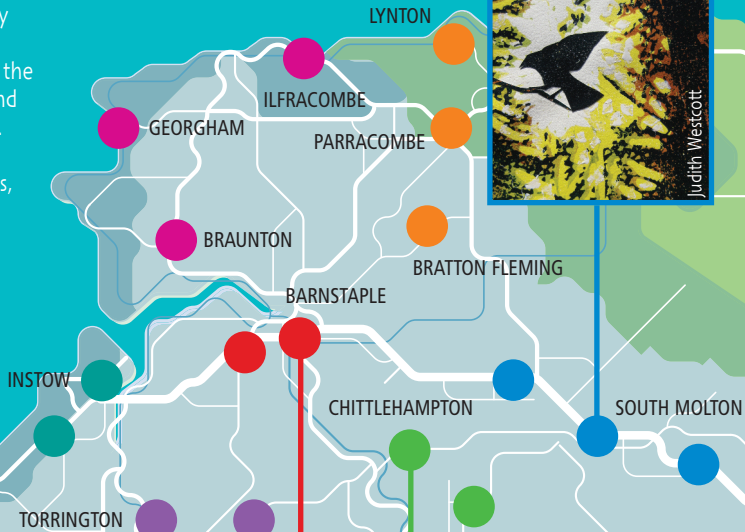 y
the
nd
s,
LYNTON
ILFRACOMBE
GEORGHAM
PARRACOMBE
Judith Westcott
BRAUNTON
BRATTON FLEMING
BARNSTAPLE
INSTOW
CHITTLEHAMPTON
SOUTH MOLTON
TORRINGTON